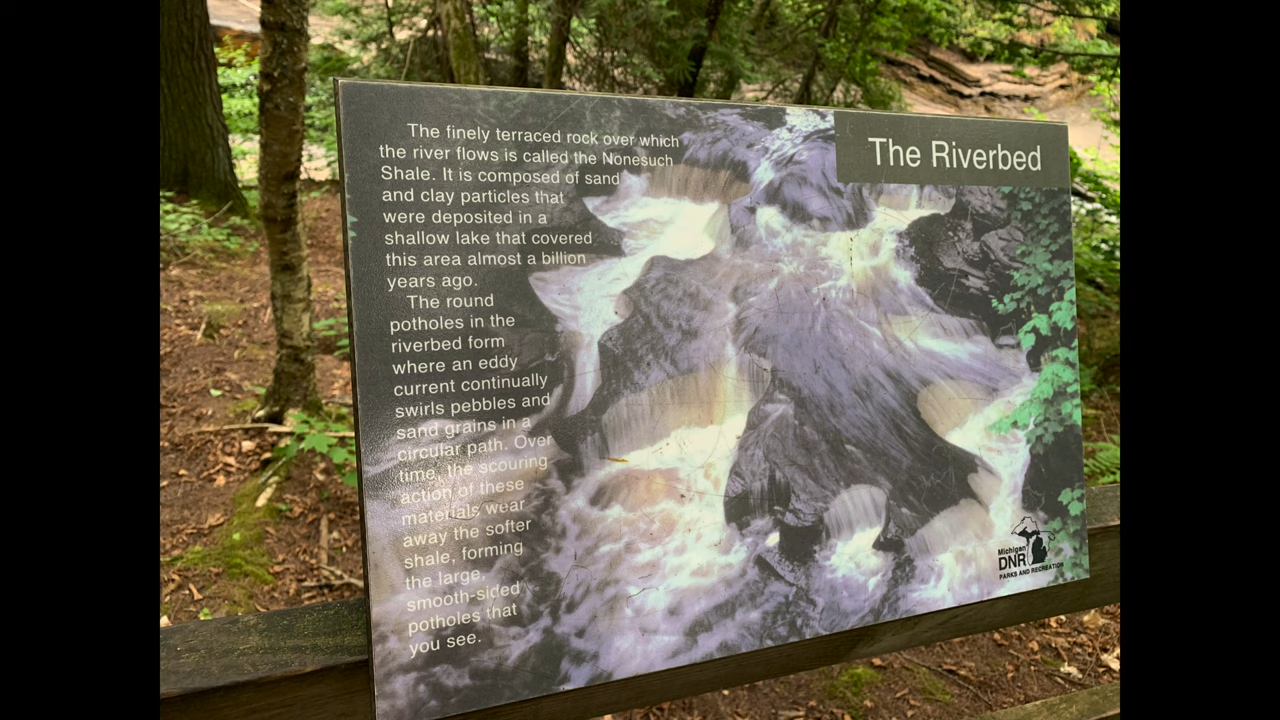 The Riverbed
The finely terraced rock over which
the river flows is called the Nonesuch
Shale. It is composed of sand
and clay particles that
were deposited in a
shallow lake that covered
this area almost a billion
years ago.
The round
potholes in the
riverbed form
where an eddy
current continually
swirls pebbles and
sand grains in a
circular path. Over
time, the scouring
action of these
materials wear
away the softer
shale, forming
the large,
smooth-sided
potholes that
you see.
Michigan
DNR
PARKS AND RECREATION